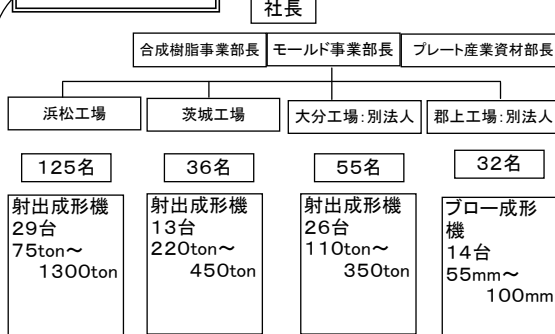 社長
合成樹脂事業部長 モールド事業部長 プレート産業資材部長
浜松工場 茨城工場 大分工場:別法人 郡上工場:別法人
125名 36名 55名 32名
射出成形機
29台
75ton~
1300ton
射出成形機
13台
220ton~
450ton
射出成形機
26台
110ton~
350ton
ブロー成形
機
14台
55mm~
100mm